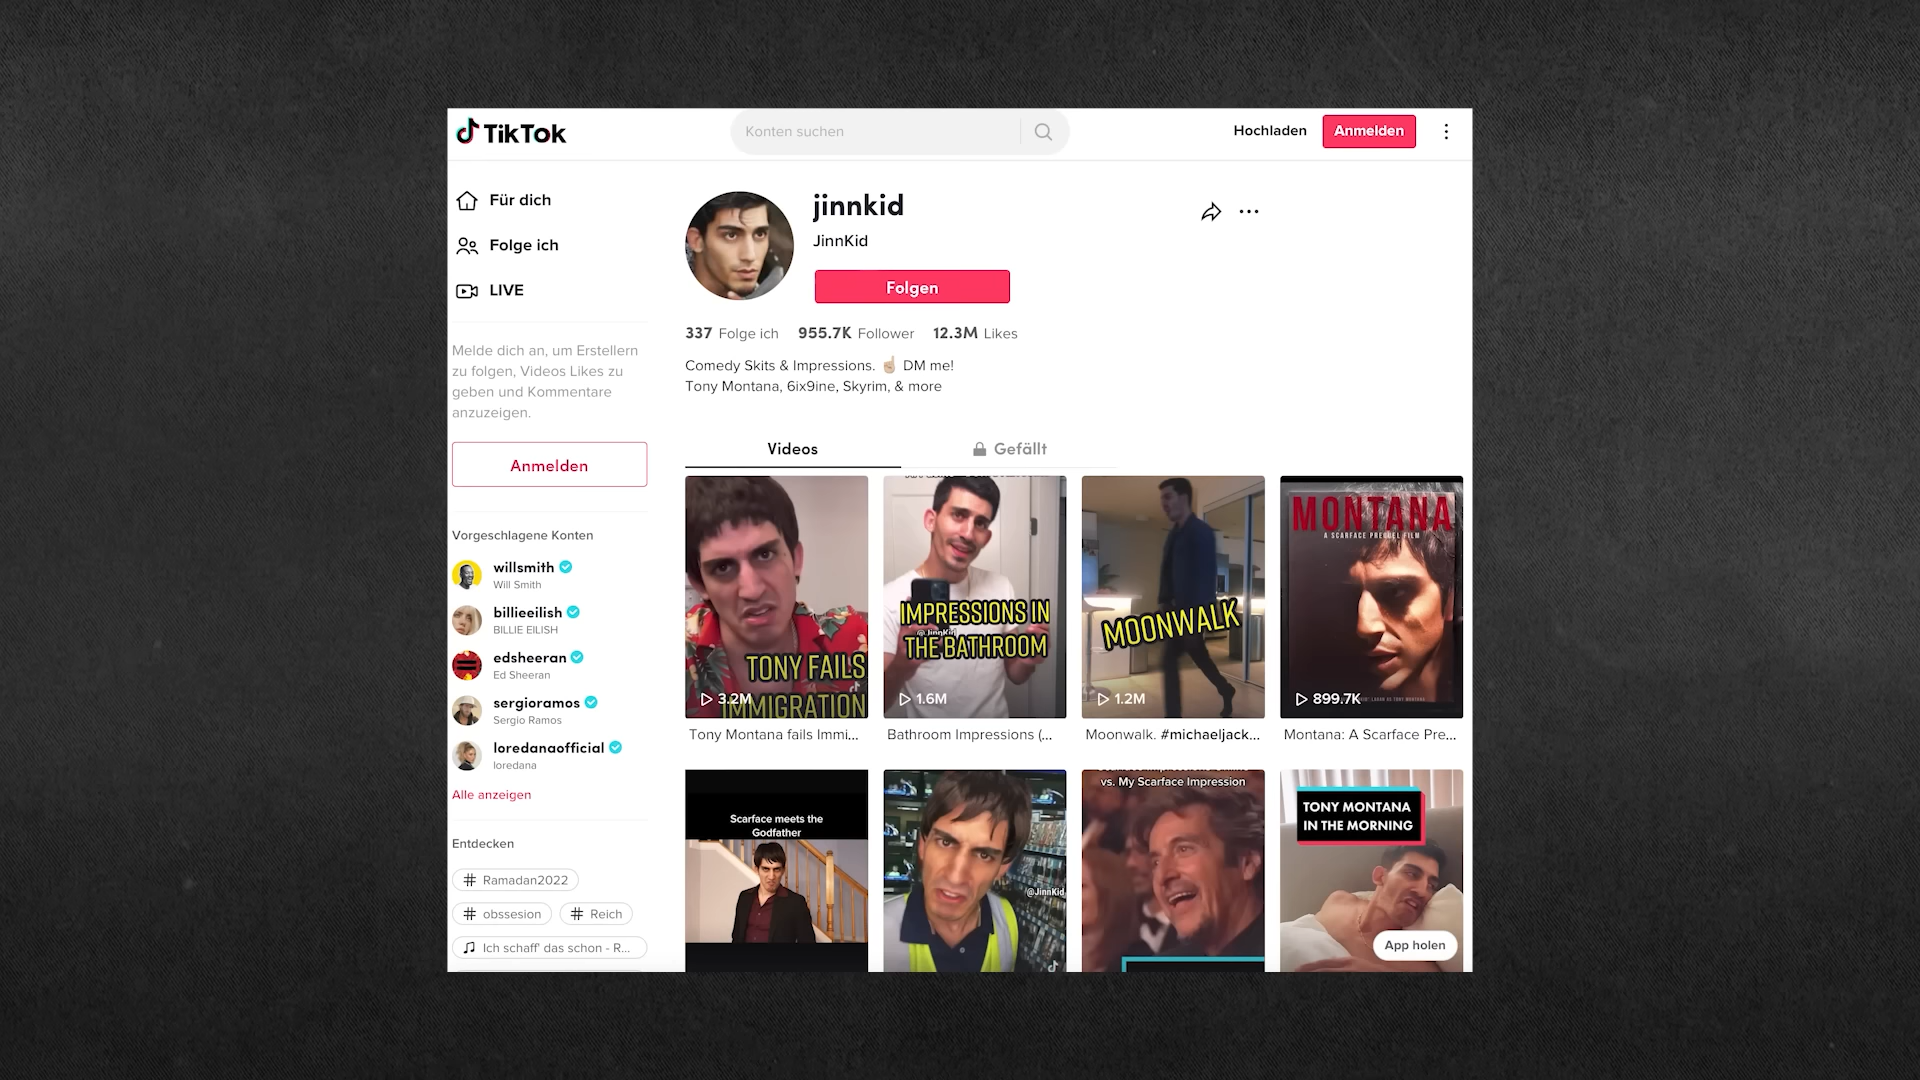 TikTok
Konten suchen
Hochladen
Anmelden
Für dich
Folge ich
LIVE
Melde dich an, um Erstellern
zu folgen, Videos Likes zu
geben und Kommentare
anzuzeigen.
Anmelden
Vorgeschlagene Konten
willsmith
Will Smith
billieeilish
BILLIE EILISH
edsheeran
Ed Sheeran
sergioramos
Sergio Ramos
loredanaofficial
loredana
Alle anzeigen
Entdecken
# Ramadan2022
# obssesion
# Reich
Ich schaff' das schon - R...
jinnkid
JinnKid
Folgen
337 Folge ich 955.7K Follower 12.3M Likes
Comedy Skits & Impressions. ☝🏼 DM me!
Tony Montana, 6ix9ine, Skyrim, & more
Videos
Gefällt
TONY FAILS
IMMIGRATION
3.2M
Tony Montana fails Immi...
IMPRESSIONS IN
@JinnKid
THE BATHROOM
1.6M
Bathroom Impressions (...
MOONWALK
1.2M
Moonwalk. #michaeljack...
MONTANA
A SCARFACE PREQUEL FILM
899.7K
Montana: A Scarface Pre...
Scarface meets the
Godfather
@JinnKid
vs. My Scarface Impression
TONY MONTANA
IN THE MORNING
App holen